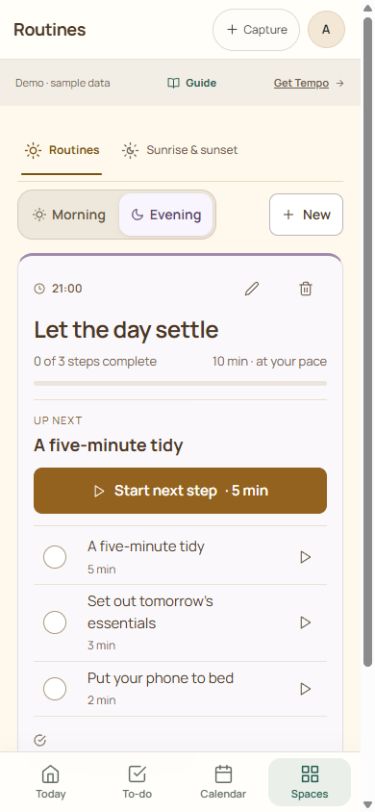 Routines
+ Capture
A
Demo · sample data
Guide
Get Tempo →
Routines
Sunrise & sunset
Morning
Evening
+ New
21:00
Let the day settle
0 of 3 steps complete
10 min · at your pace
UP NEXT
A five-minute tidy
Start next step · 5 min
A five-minute tidy
5 min
Set out tomorrow's
essentials
3 min
Put your phone to bed
2 min
Today
To-do
Calendar
Spaces